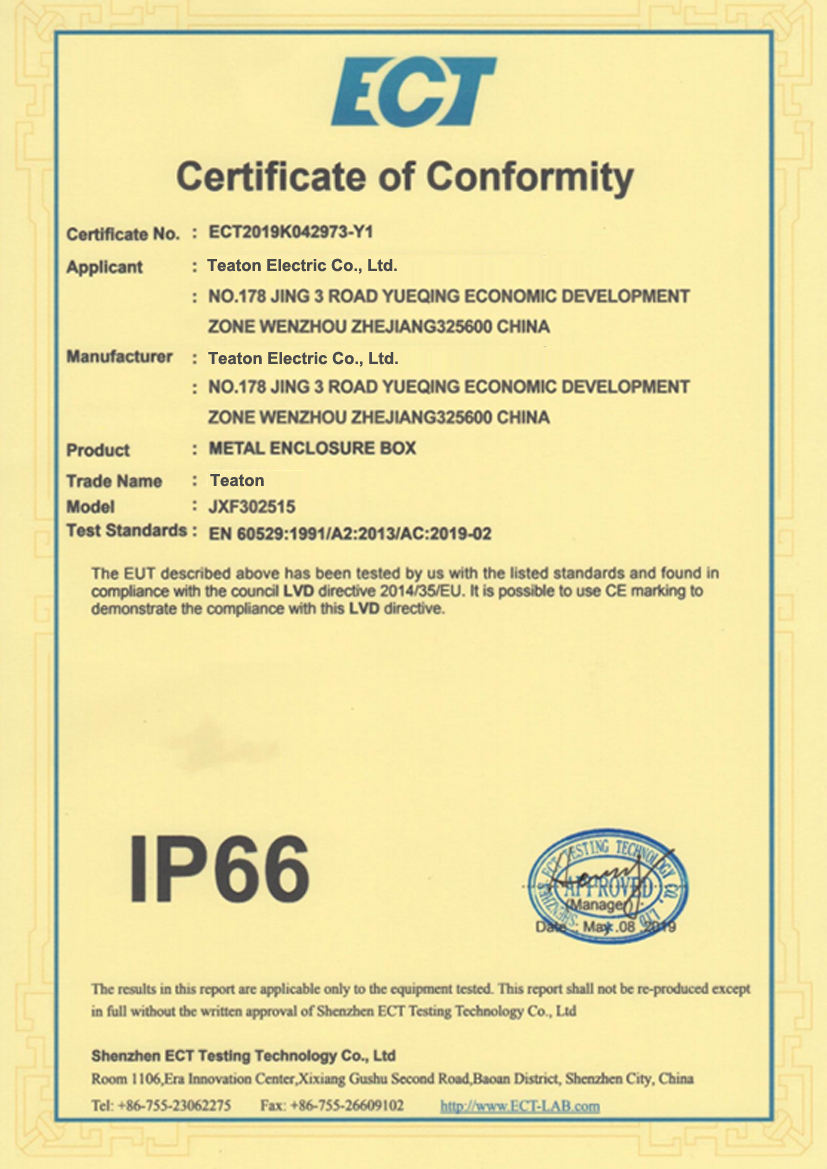 ECT
Certificate of Conformity
Certificate No. : ECT2019K042973-Y1
Applicant : Teaton Electric Co., Ltd.
: NO.178 JING 3 ROAD YUEQING ECONOMIC DEVELOPMENT
ZONE WENZHOU ZHEJIANG325600 CHINA
Manufacturer : Teaton Electric Co., Ltd.
: NO.178 JING 3 ROAD YUEQING ECONOMIC DEVELOPMENT
ZONE WENZHOU ZHEJIANG325600 CHINA
Product : METAL ENCLOSURE BOX
Trade Name : Teaton
Model : JXF302515
Test Standards : EN 60529:1991/A2:2013/AC:2019-02
The EUT described above has been tested by us with the listed standards and found in
compliance with the council LVD directive 2014/35/EU. It is possible to use CE marking to
demonstrate the compliance with this LVD directive.
IP66
SHENZHEN ECT TESTING TECHNOLOGY CO., LTD
APPROVED
(Manager)
Date : May .08 .2019
The results in this report are applicable only to the equipment tested. This report shall not be re-produced except
in full without the written approval of Shenzhen ECT Testing Technology Co., Ltd
Shenzhen ECT Testing Technology Co., Ltd
Room 1106,Era Innovation Center,Xixiang Gushu Second Road,Baoan District, Shenzhen City, China
Tel: +86-755-23062275 Fax: +86-755-26609102 http://www.ECT-LAB.com